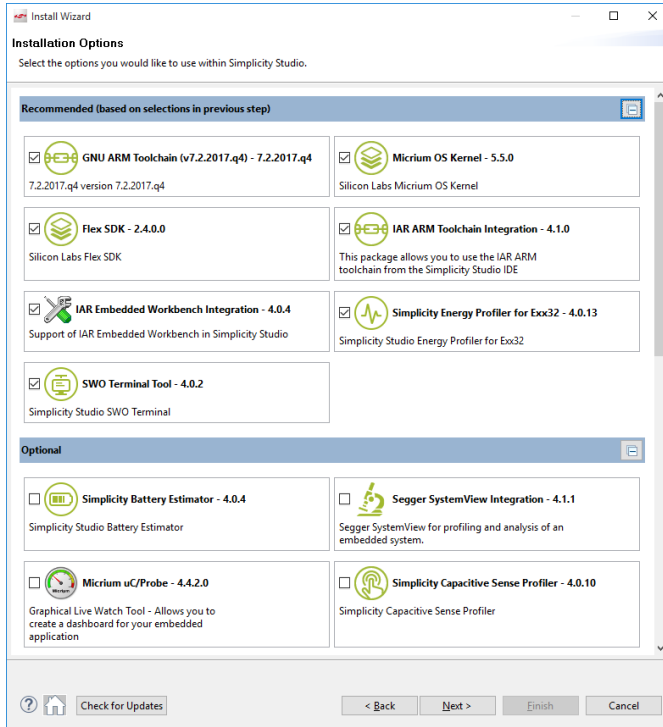 Install Wizard
Installation Options
Select the options you would like to use within Simplicity Studio.
Recommended (based on selections in previous step)
GNU ARM Toolchain (v7.2.2017.q4) - 7.2.2017.q4
7.2.2017.q4 version 7.2.2017.q4
Micrium OS Kernel - 5.5.0
Silicon Labs Micrium OS Kernel
Flex SDK - 2.4.0.0
Silicon Labs Flex SDK
IAR ARM Toolchain Integration - 4.1.0
This package allows you to use the IAR ARM
toolchain from the Simplicity Studio IDE
IAR Embedded Workbench Integration - 4.0.4
Support of IAR Embedded Workbench in Simplicity Studio
Simplicity Energy Profiler for Exx32 - 4.0.13
Simplicity Studio Energy Profiler for Exx32
SWO Terminal Tool - 4.0.2
Simplicity Studio SWO Terminal
Optional
Simplicity Battery Estimator - 4.0.4
Simplicity Studio Battery Estimator
Segger SystemView Integration - 4.1.1
Segger SystemView for profiling and analysis of an
embedded system.
Micrium
Micrium uC/Probe - 4.4.2.0
Graphical Live Watch Tool - Allows you to
create a dashboard for your embedded
application
Simplicity Capacitive Sense Profiler - 4.0.10
Simplicity Capacitive Sense Profiler
Check for Updates
< Back
Next >
Finish
Cancel